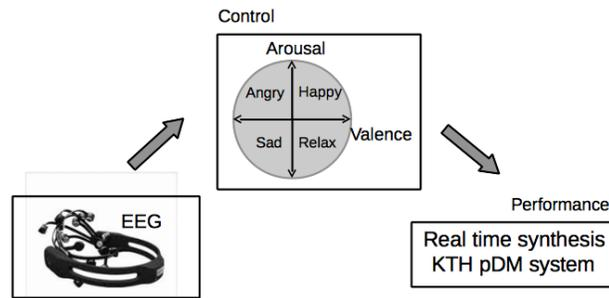 Control
Arousal
Angry Happy
Valence
Sad Relax
EEG
Performance
Real time synthesis
KTH pDM system